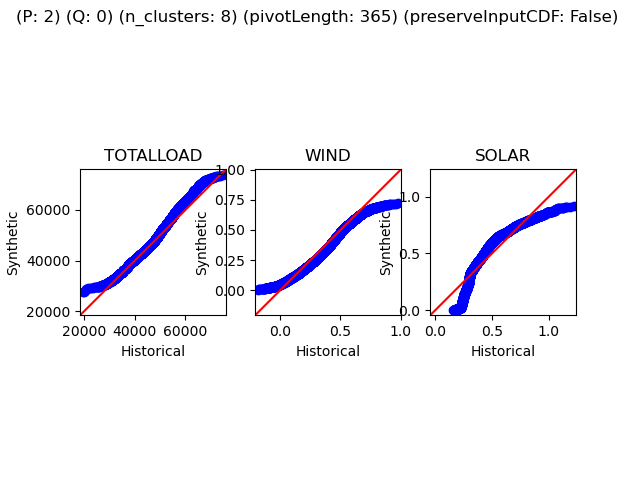 (P: 2) (Q: 0) (n_clusters: 8) (pivotLength: 365) (preserveInputCDF: False)
TOTALLOAD
WIND
SOLAR
Synthetic
60000
40000
20000
20000 40000 60000
Historical
Synthetic
1.00
0.75
0.50
0.25
0.00
0.0 0.5 1.0
Historical
Synthetic
1.0
0.5
0.0
0.0 0.5 1.0
Historical